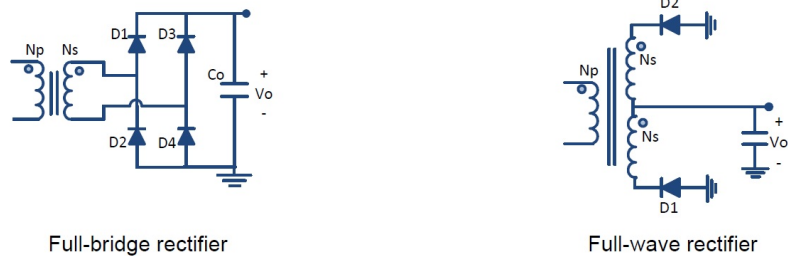 D1 D3
Np Ns
Co + Vo -
D2 D4
Full-bridge rectifier
D2
Ns
Np
Ns
+ Vo -
D1
Full-wave rectifier